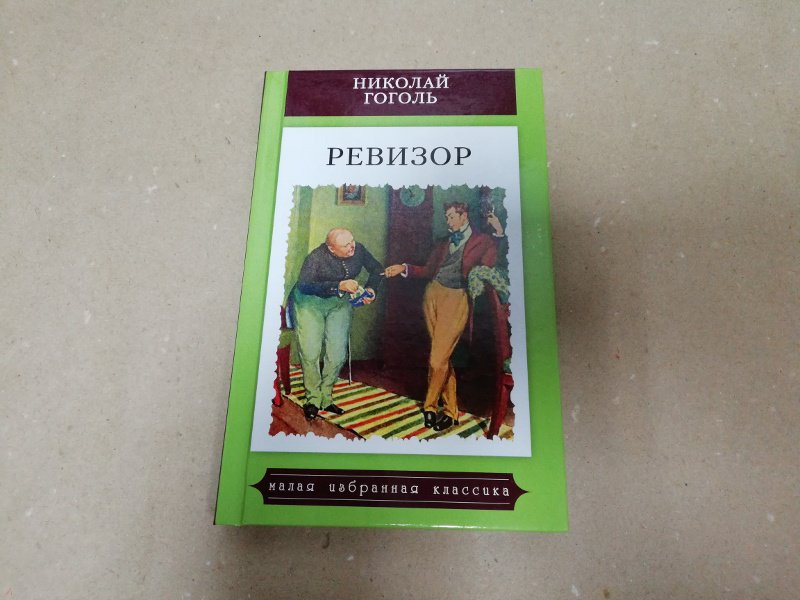 НИКОЛАЙ
ГОГОЛЬ
РЕВИЗОР
малая избранная классика